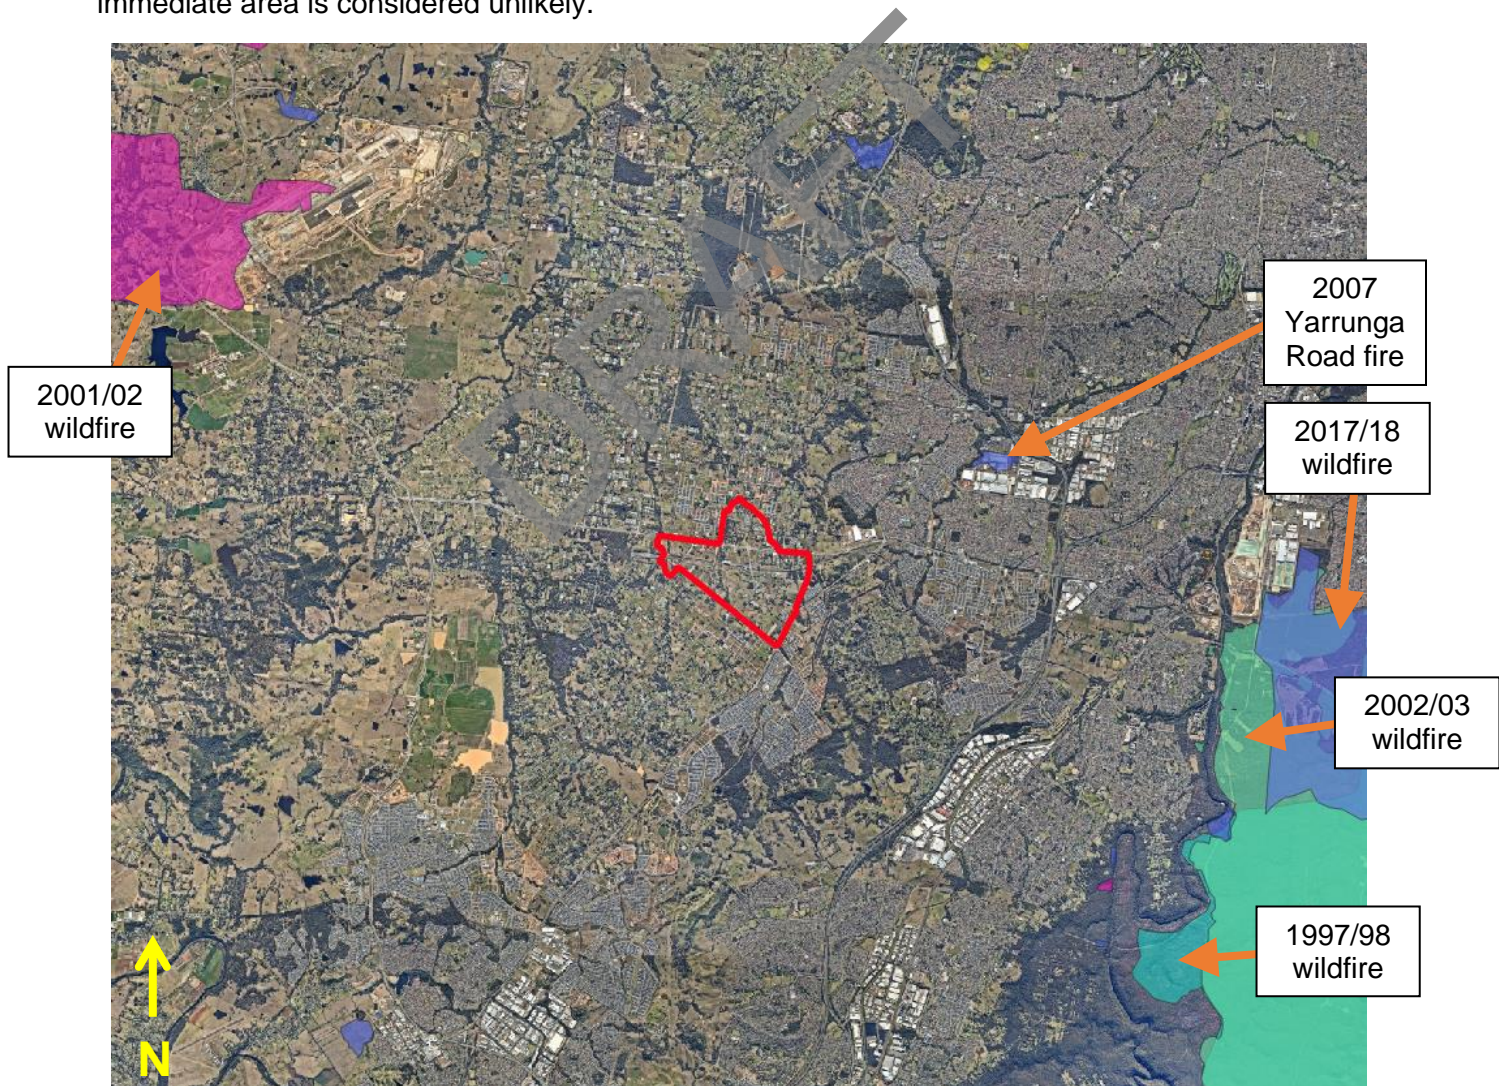 immediate area is considered unlikely.
DRAFT
2007
Yarrunga
Road fire
2001/02
wildfire
2017/18
wildfire
2002/03
wildfire
1997/98
wildfire
N